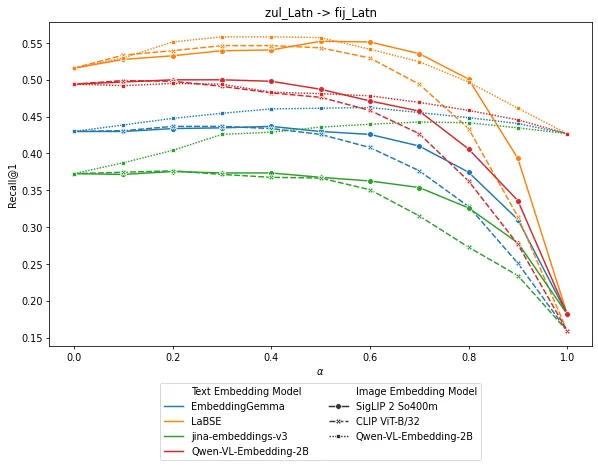 zul_Latn -> fij_Latn
Recall@1
0.55
0.50
0.45
0.40
0.35
0.30
0.25
0.20
0.15
0.0 0.2 0.4 0.6 0.8 1.0
α
Text Embedding Model
EmbeddingGemma
LaBSE
jina-embeddings-v3
Qwen-VL-Embedding-2B
Image Embedding Model
SigLIP 2 So400m
CLIP ViT-B/32
Qwen-VL-Embedding-2B